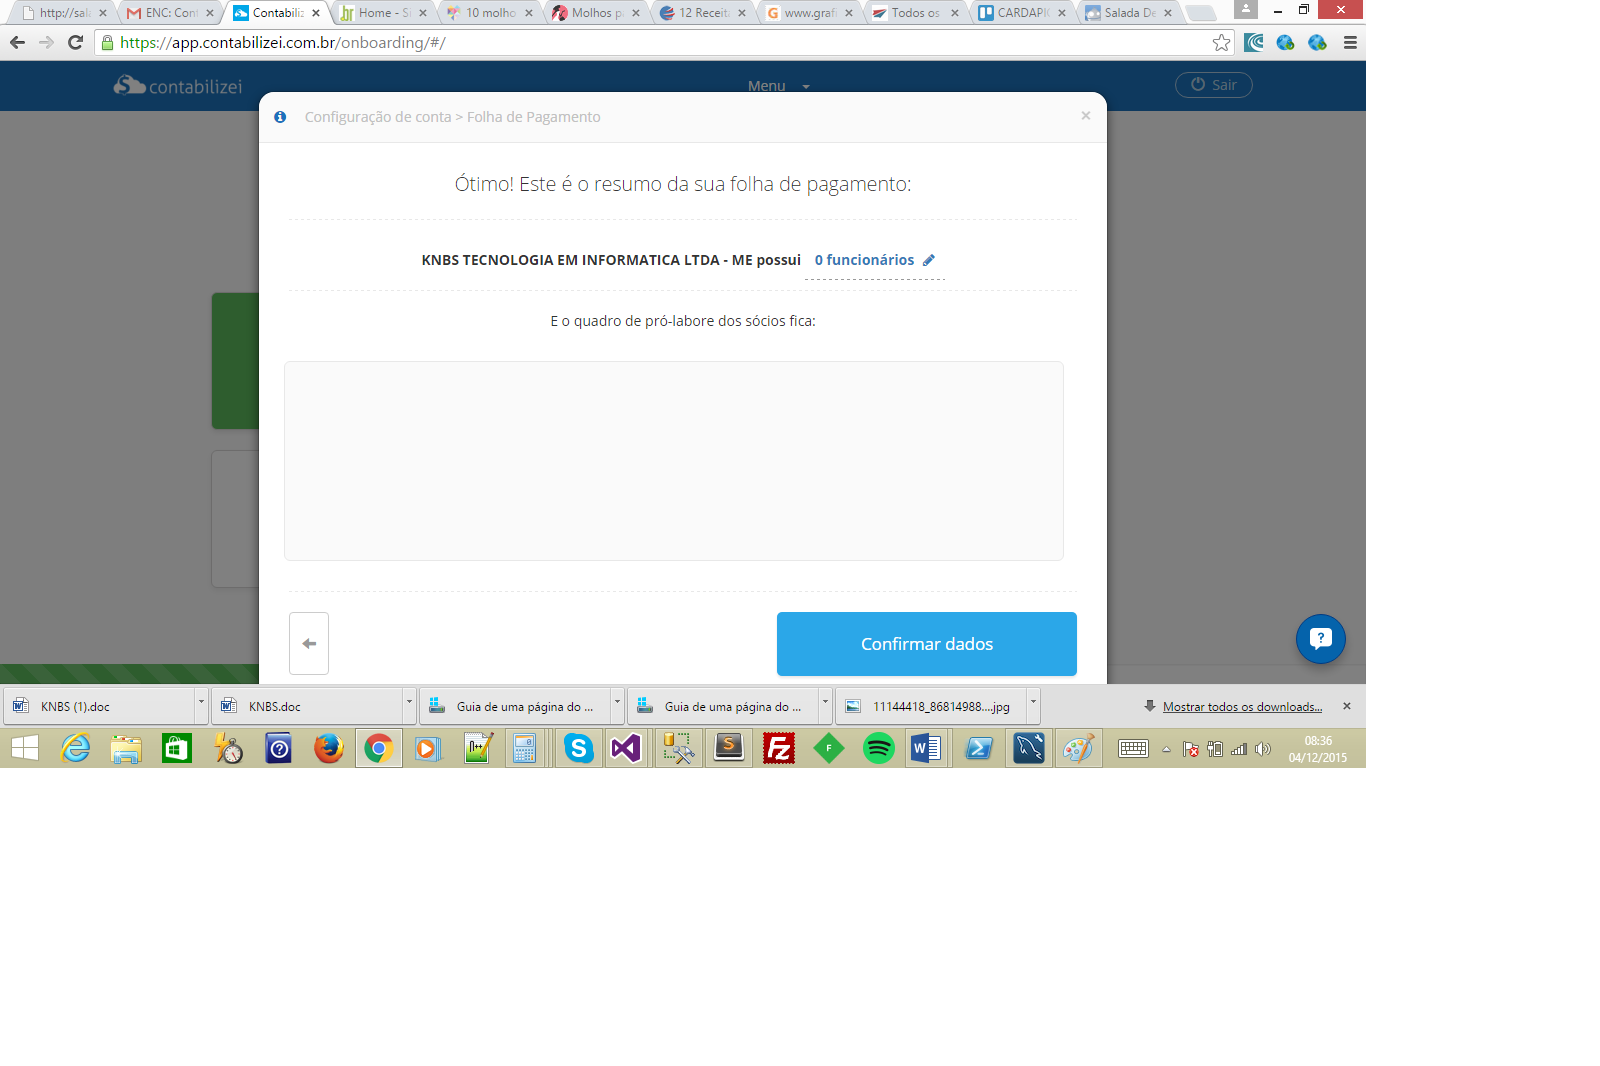 http://sal
ENC: Cont
Contabiliz
Home - Si
10 molho
Molhos p
12 Receit
www.grafi
Todos os
CARDAPI
Salada De
https://app.contabilizei.com.br/onboarding/#/
contabilizei
Menu
Sair
Configuração de conta > Folha de Pagamento
Ótimo! Este é o resumo da sua folha de pagamento:
KNBS TECNOLOGIA EM INFORMATICA LTDA - ME possui 0 funcionários
E o quadro de pró-labore dos sócios fica:
Confirmar dados
KNBS (1).doc
KNBS.doc
Guia de uma página do ...
Guia de uma página do ...
11144418_86814988....jpg
Mostrar todos os downloads...
08:36
04/12/2015